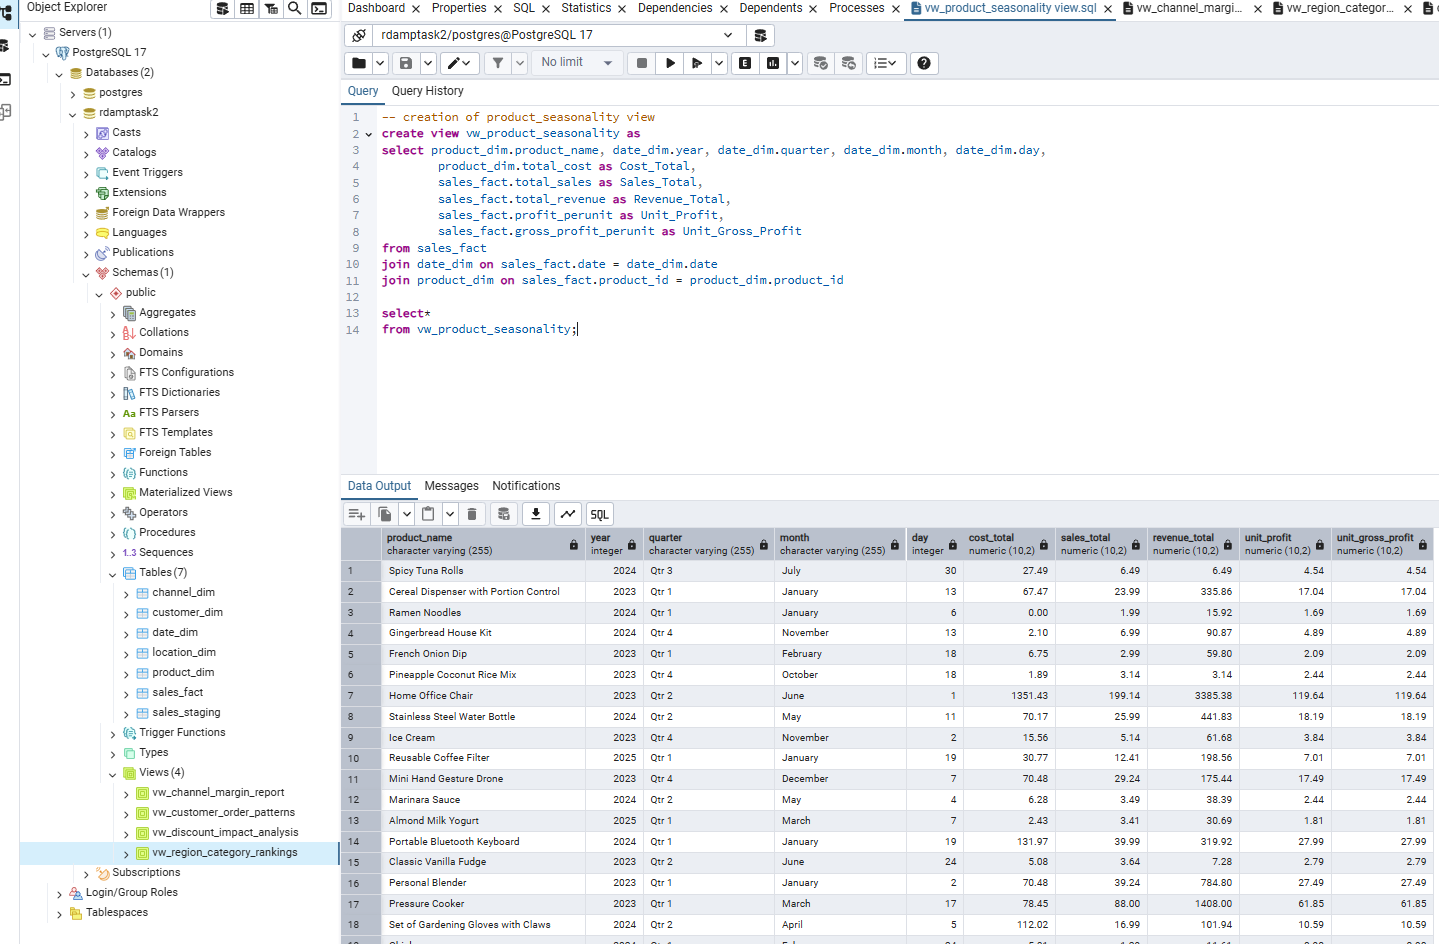 Object Explorer
Dashboard Properties SQL Statistics Dependencies Dependents Processes vw_product_seasonality view.sql vw_channel_margi... vw_region_categor...
Servers (1)
PostgreSQL 17
Databases (2)
postgres
rdamptask2
Casts
Catalogs
Event Triggers
Extensions
Foreign Data Wrappers
Languages
Publications
Schemas (1)
public
Aggregates
Collations
Domains
FTS Configurations
FTS Dictionaries
Aa FTS Parsers
FTS Templates
Foreign Tables
Functions
Materialized Views
Operators
Procedures
1..3 Sequences
Tables (7)
channel_dim
customer_dim
date_dim
location_dim
product_dim
sales_fact
sales_staging
Trigger Functions
Types
Views (4)
vw_channel_margin_report
vw_customer_order_patterns
vw_discount_impact_analysis
vw_region_category_rankings
Subscriptions
Login/Group Roles
Tablespaces
rdamptask2/postgres@PostgreSQL 17
No limit E
Query Query History
1 -- creation of product_seasonality view
2 create view vw_product_seasonality as
3 select product_dim.product_name, date_dim.year, date_dim.quarter, date_dim.month, date_dim.day,
4 product_dim.total_cost as Cost_Total,
5 sales_fact.total_sales as Sales_Total,
6 sales_fact.total_revenue as Revenue_Total,
7 sales_fact.profit_perunit as Unit_Profit,
8 sales_fact.gross_profit_perunit as Unit_Gross_Profit
9 from sales_fact
10 join date_dim on sales_fact.date = date_dim.date
11 join product_dim on sales_fact.product_id = product_dim.product_id
12
13 select*
14 from vw_product_seasonality;
Data Output Messages Notifications
SQL
product_name year quarter month day cost_total sales_total revenue_total unit_profit unit_gross_profit
character varying (255) integer character varying (255) character varying (255) integer numeric (10,2) numeric (10,2) numeric (10,2) numeric (10,2) numeric (10,2)
1 Spicy Tuna Rolls 2024 Qtr 3 July 30 27.49 6.49 6.49 4.54 4.54
2 Cereal Dispenser with Portion Control 2023 Qtr 1 January 13 67.47 23.99 335.86 17.04 17.04
3 Ramen Noodles 2024 Qtr 1 January 6 0.00 1.99 15.92 1.69 1.69
4 Gingerbread House Kit 2024 Qtr 4 November 13 2.10 6.99 90.87 4.89 4.89
5 French Onion Dip 2023 Qtr 1 February 18 6.75 2.99 59.80 2.09 2.09
6 Pineapple Coconut Rice Mix 2023 Qtr 4 October 18 1.89 3.14 3.14 2.44 2.44
7 Home Office Chair 2023 Qtr 2 June 1 1351.43 199.14 3385.38 119.64 119.64
8 Stainless Steel Water Bottle 2024 Qtr 2 May 11 70.17 25.99 441.83 18.19 18.19
9 Ice Cream 2023 Qtr 4 November 2 15.56 5.14 61.68 3.84 3.84
10 Reusable Coffee Filter 2025 Qtr 1 January 19 30.77 12.41 198.56 7.01 7.01
11 Mini Hand Gesture Drone 2023 Qtr 4 December 7 70.48 29.24 175.44 17.49 17.49
12 Marinara Sauce 2024 Qtr 2 May 4 6.28 3.49 38.39 2.44 2.44
13 Almond Milk Yogurt 2025 Qtr 1 March 7 2.43 3.41 30.69 1.81 1.81
14 Portable Bluetooth Keyboard 2024 Qtr 1 January 19 131.97 39.99 319.92 27.99 27.99
15 Classic Vanilla Fudge 2023 Qtr 2 June 24 5.08 3.64 7.28 2.79 2.79
16 Personal Blender 2023 Qtr 1 January 2 70.48 39.24 784.80 27.49 27.49
17 Pressure Cooker 2023 Qtr 1 March 17 78.45 88.00 1408.00 61.85 61.85
18 Set of Gardening Gloves with Claws 2024 Qtr 2 April 5 112.02 16.99 101.94 10.59 10.59